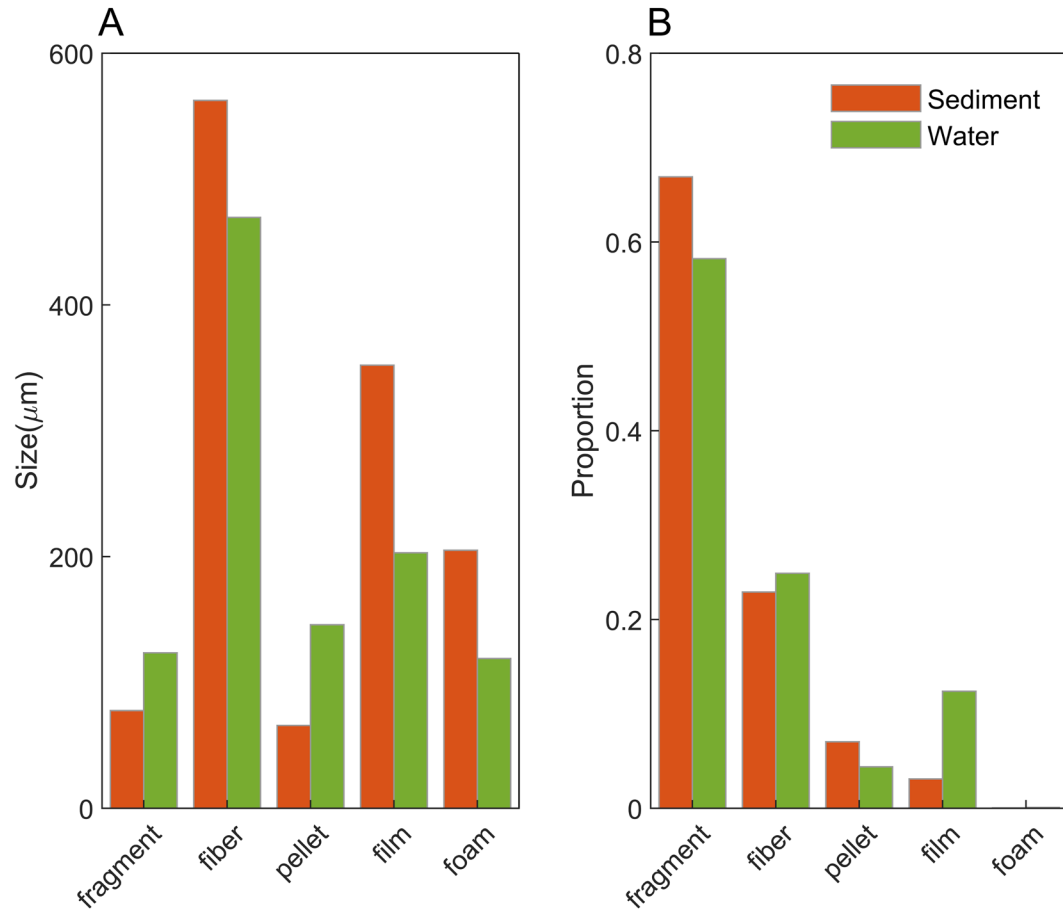 A
Size(μm)
600
400
200
0
fragment
fiber
pellet
film
foam
B
Proportion
0.8
0.6
0.4
0.2
0
Sediment
Water
fragment
fiber
pellet
film
foam